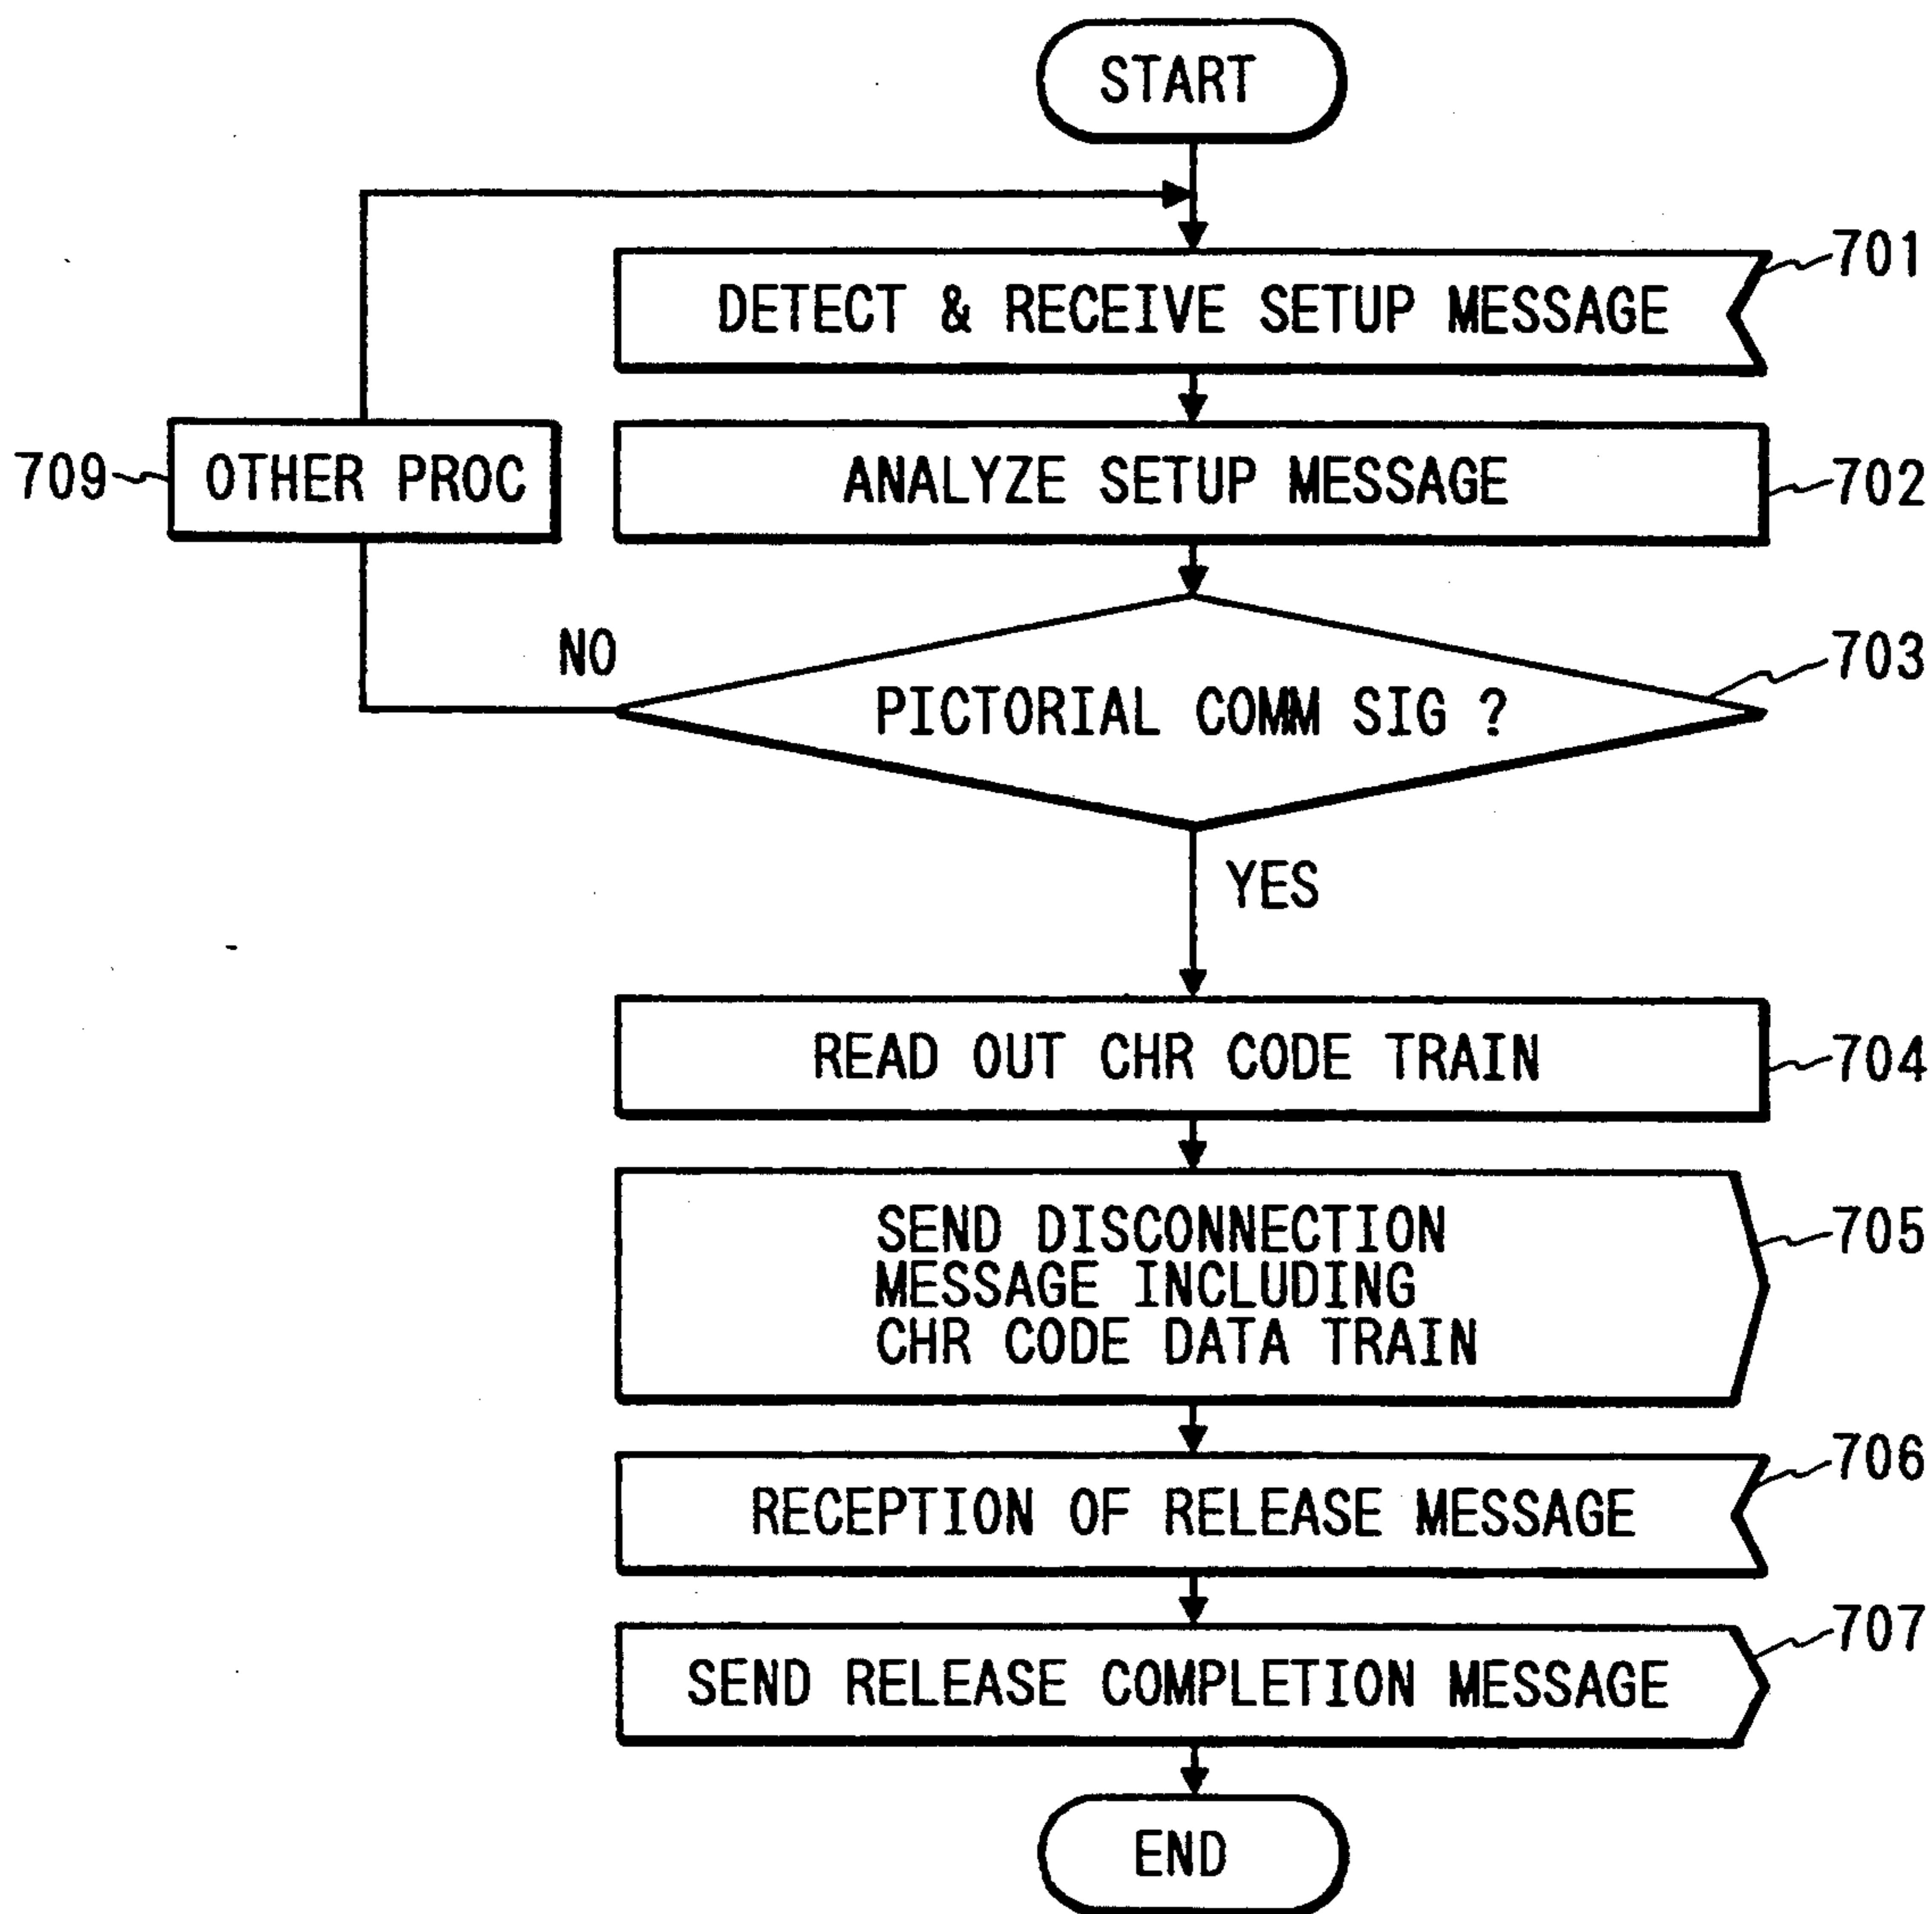 START
DETECT & RECEIVE SETUP MESSAGE
701
OTHER PROC
709
ANALYZE SETUP MESSAGE
702
PICTORIAL COMM SIG ?
703
NO
YES
READ OUT CHR CODE TRAIN
704
SEND DISCONNECTION
MESSAGE INCLUDING
CHR CODE DATA TRAIN
705
RECEPTION OF RELEASE MESSAGE
706
SEND RELEASE COMPLETION MESSAGE
707
END